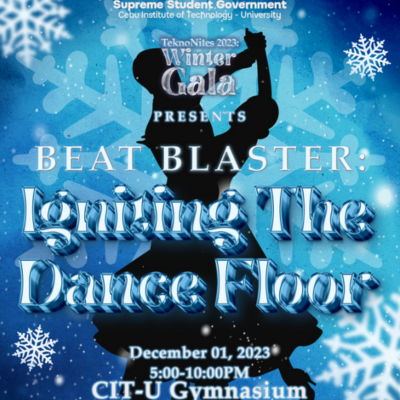 Supreme Student Government
Cebu Institute of Technology - University
TeknoNites 2023:
Winter
Gala
PRESENTS
BEAT BLASTER:
Igniting The
Dance Floor
December 01, 2023
5:00-10:00PM
CIT-U Gymnasium